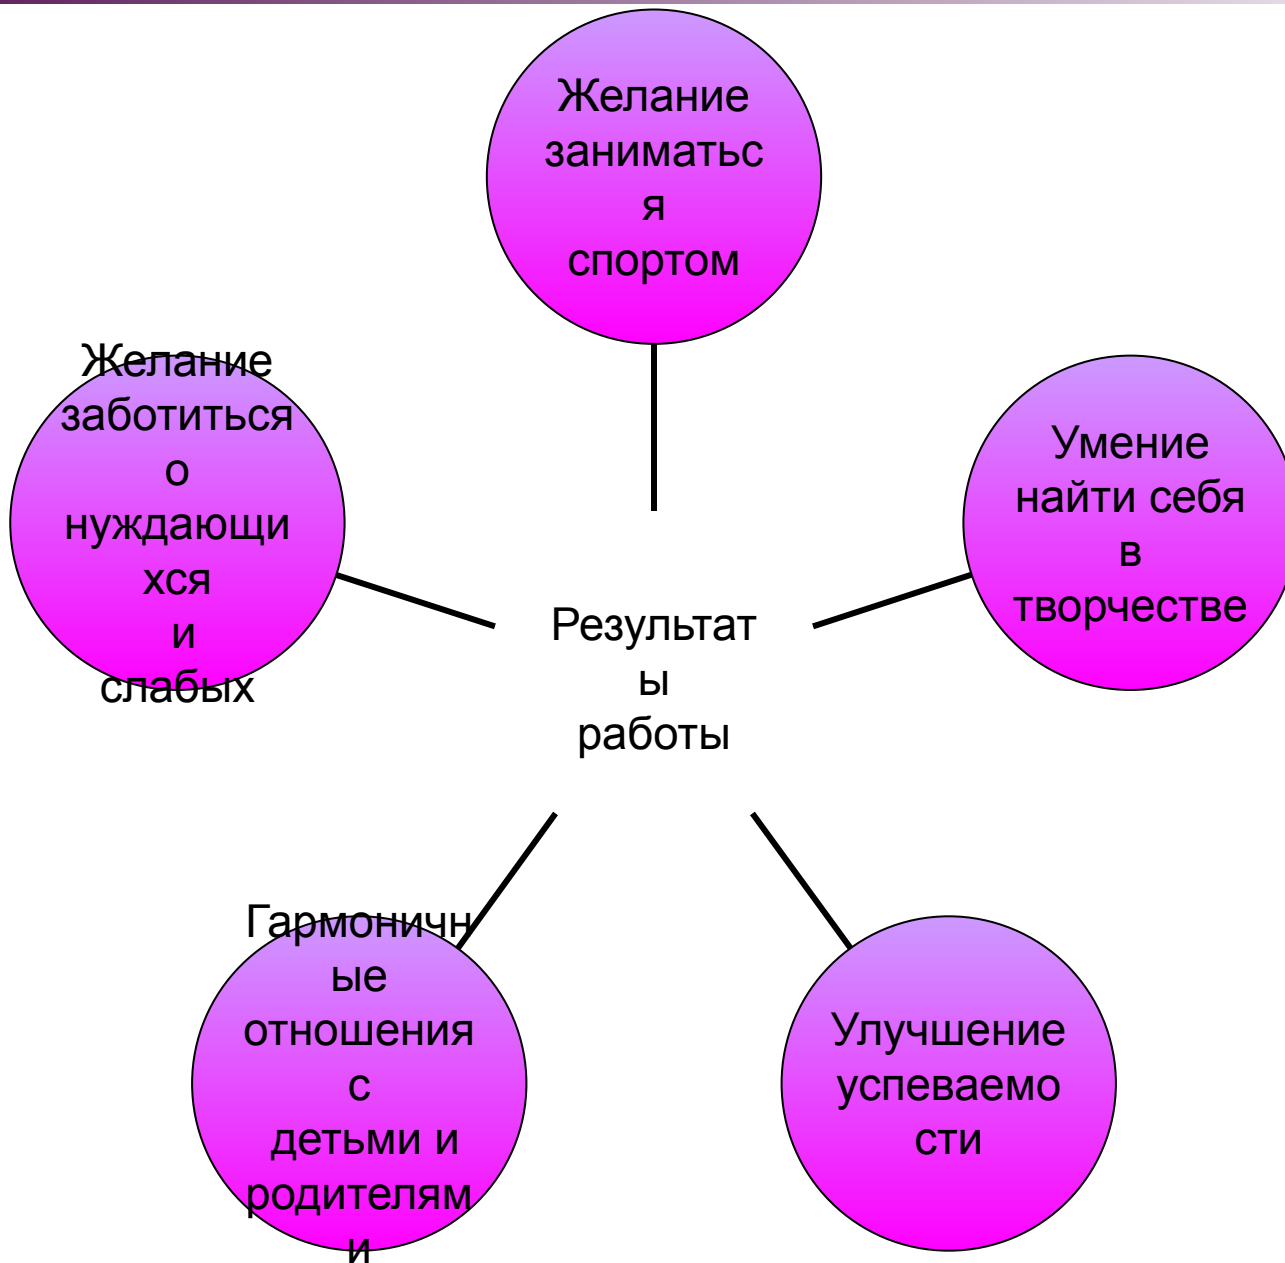 Желание
заниматьс
я
спортом
Желание
заботиться
о
нуждающи
хся
и
слабых
Умение
найти себя
в
творчестве
Результат
ы
работы
Гармоничн
ые
отношения
с
детьми и
родителям
и
Улучшение
успеваемо
сти